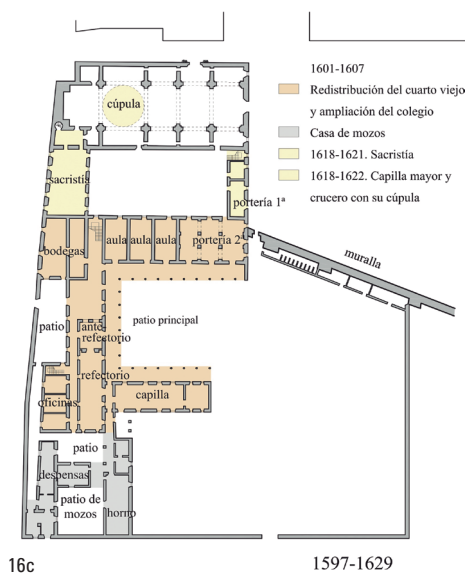 1601-1607
Redistribución del cuarto viejo
y ampliación del colegio
Casa de mozos
1618-1621. Sacristía
1618-1622. Capilla mayor y
crucero con su cúpula
cúpula
sacristía
portería 1ª
aula aula aula portería 2ª
bodegas
muralla
patio
ante-
refectorio
patio principal
refectorio
oficinas
capilla
patio
despensas
patio de
mozos
horno
16c
1597-1629